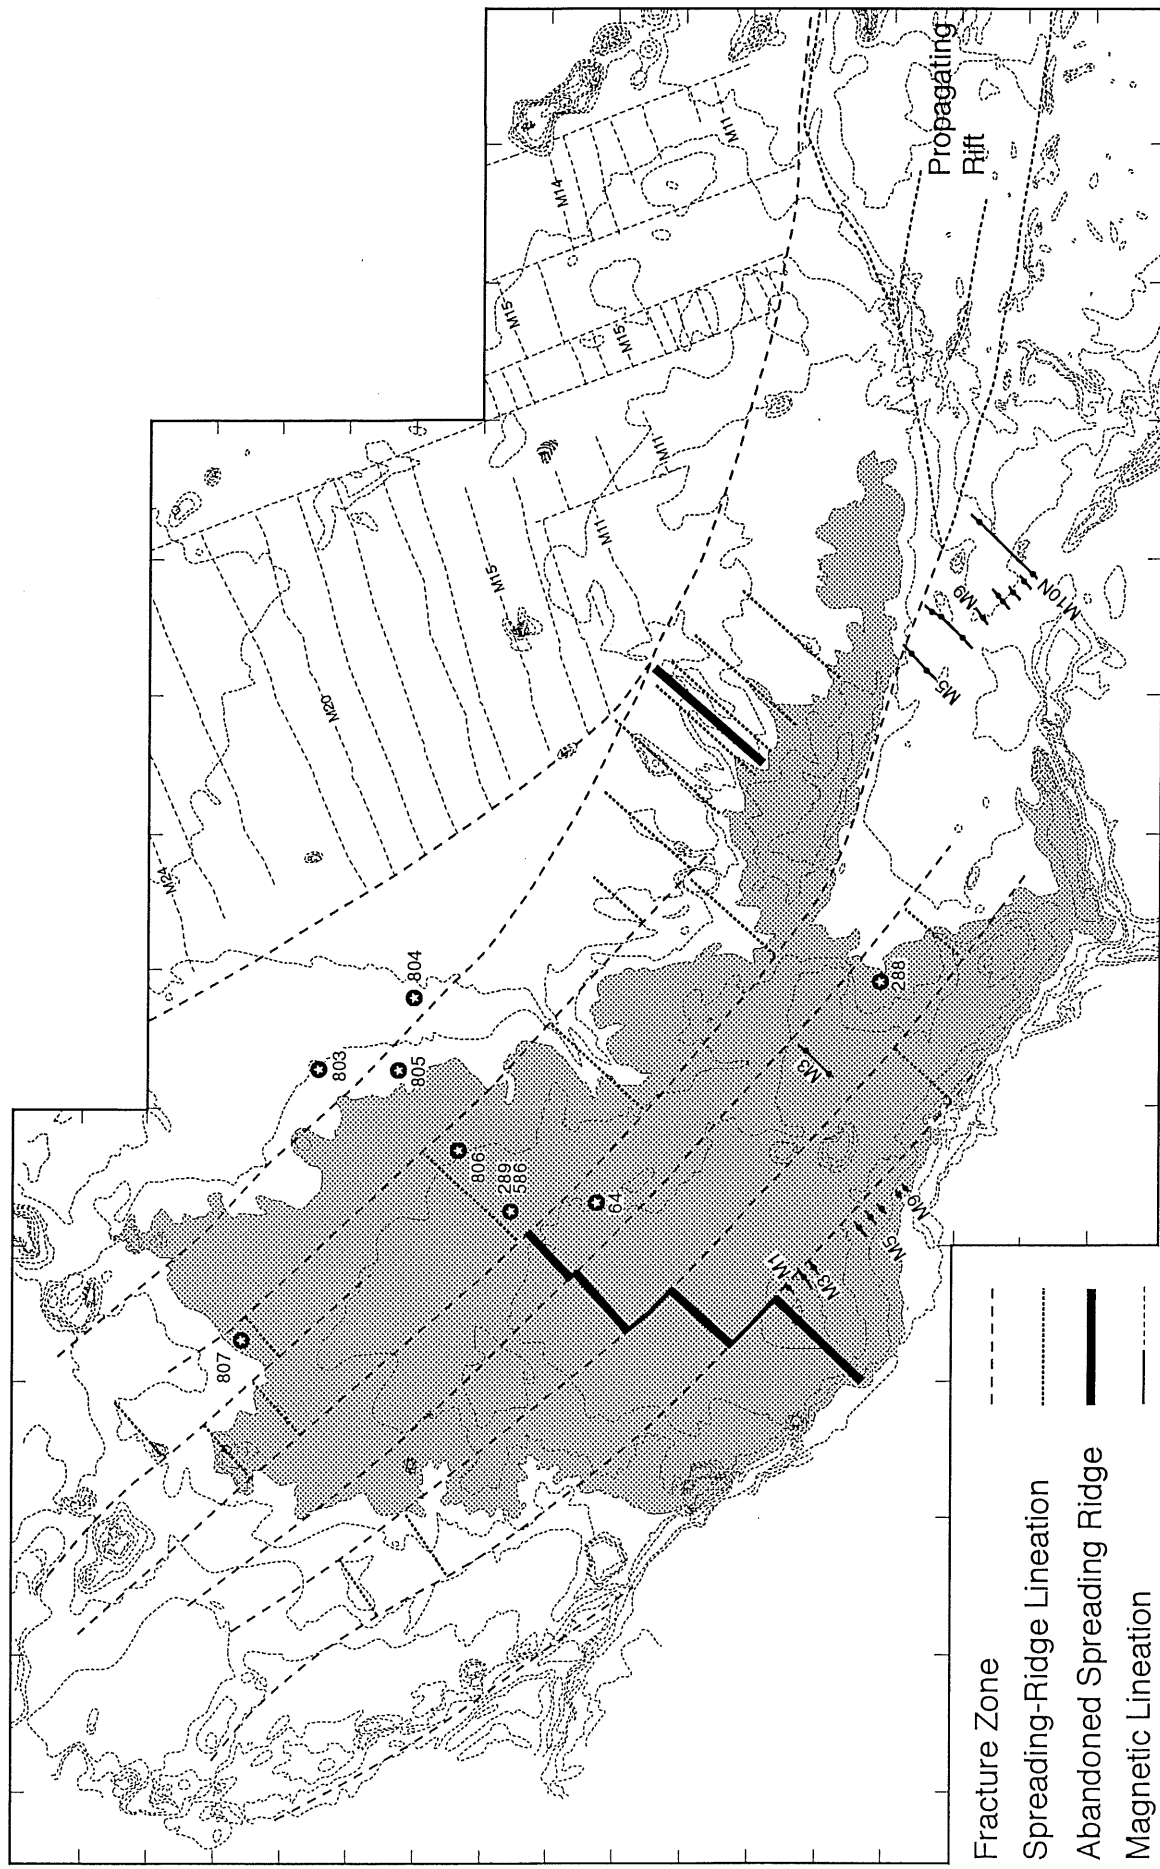 M24
M20
M15
M11
M11
M15
M15
M14
M11
Propagating
Rift
803
804
805
806
289
586
64
807
288
M3
M1
M3
M5
M9
M5
M9
M10N
Fracture Zone
Spreading-Ridge Lineation
Abandoned Spreading Ridge
Magnetic Lineation